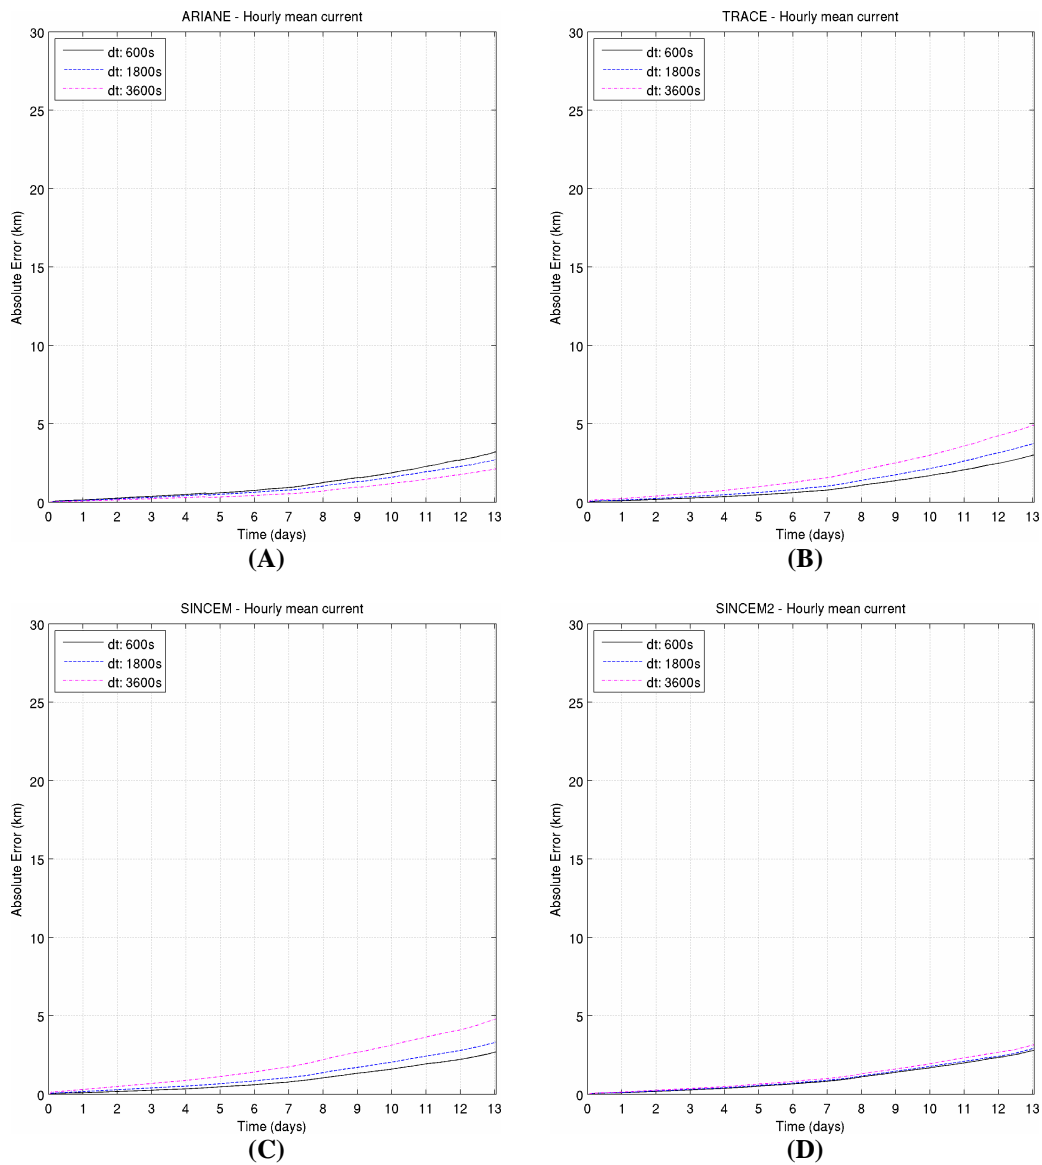 ARIANE - Hourly mean current
30
25
20
15
10
5
0
Absolute Error (km)
dt: 600s
dt: 1800s
dt: 3600s
0 1 2 3 4 5 6 7 8 9 10 11 12 13
Time (days)
(A)
TRACE - Hourly mean current
30
25
20
15
10
5
0
Absolute Error (km)
dt: 600s
dt: 1800s
dt: 3600s
0 1 2 3 4 5 6 7 8 9 10 11 12 13
Time (days)
(B)
SINCEM - Hourly mean current
30
25
20
15
10
5
0
Absolute Error (km)
dt: 600s
dt: 1800s
dt: 3600s
0 1 2 3 4 5 6 7 8 9 10 11 12 13
Time (days)
(C)
SINCEM2 - Hourly mean current
30
25
20
15
10
5
0
Absolute Error (km)
dt: 600s
dt: 1800s
dt: 3600s
0 1 2 3 4 5 6 7 8 9 10 11 12 13
Time (days)
(D)